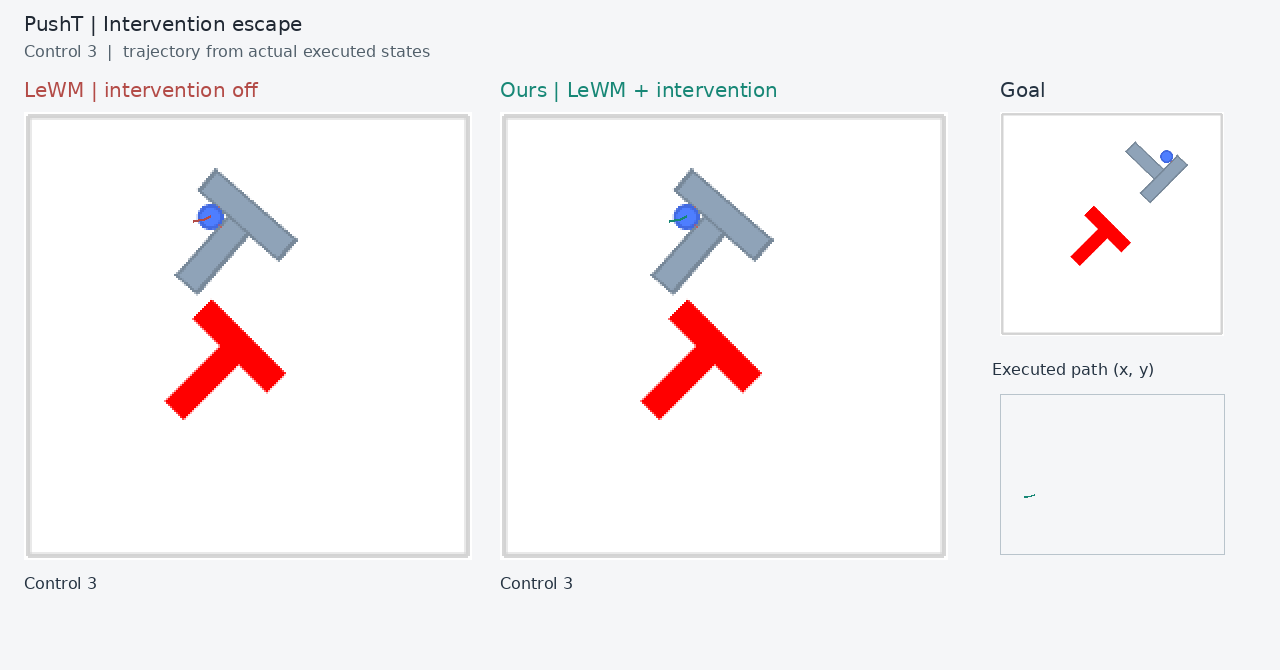 PushT | Intervention escape
Control 3 | trajectory from actual executed states
LeWM | intervention off
Ours | LeWM + intervention
Goal
Executed path (x, y)
Control 3
Control 3